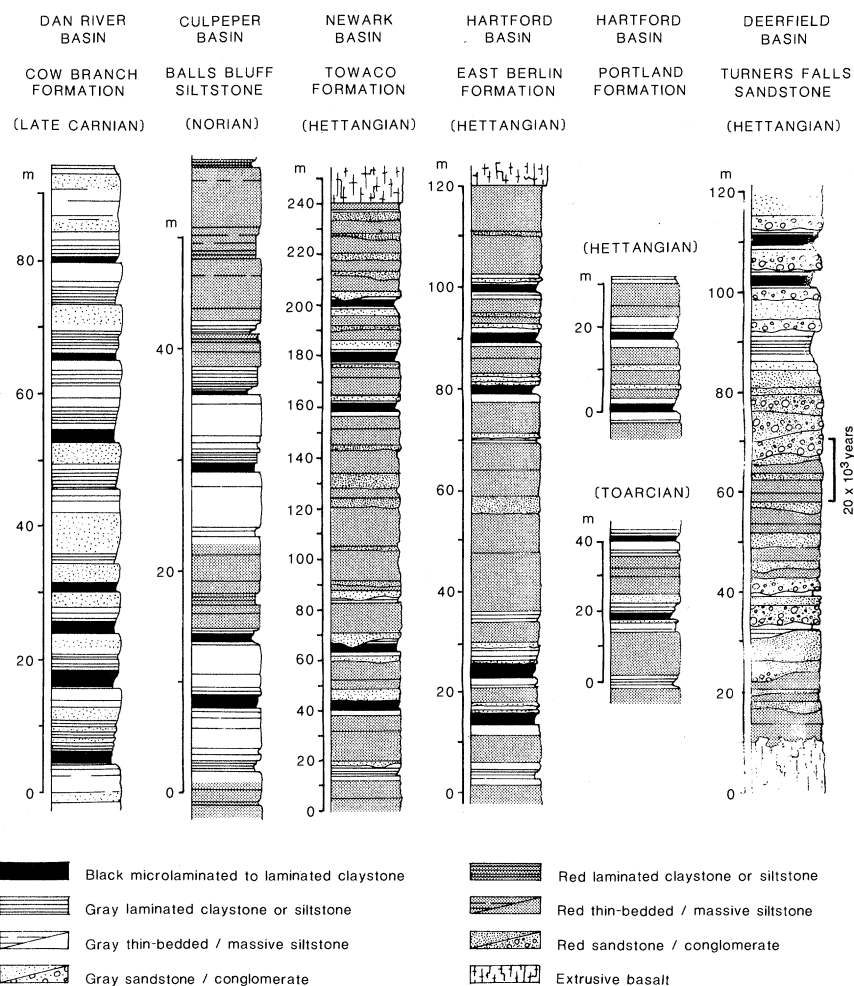 DAN RIVER
BASIN
COW BRANCH
FORMATION
(LATE CARNIAN)
CULPEPER
BASIN
BALLS BLUFF
SILTSTONE
(NORIAN)
NEWARK
BASIN
TOWACO
FORMATION
(HETTANGIAN)
HARTFORD
BASIN
EAST BERLIN
FORMATION
(HETTANGIAN)
HARTFORD
BASIN
PORTLAND
FORMATION
DEERFIELD
BASIN
TURNERS FALLS
SANDSTONE
(HETTANGIAN)
m
80
60
40
20
0
m
40
20
0
m
240
220
200
180
160
140
120
100
80
60
40
20
0
m
120
100
80
60
40
20
0
(HETTANGIAN)
m
20
0
(TOARCIAN)
m
40
20
0
m
120
100
80
60
40
20
0
20 x 10³ years
Black microlaminated to laminated claystone
Gray laminated claystone or siltstone
Gray thin-bedded / massive siltstone
Gray sandstone / conglomerate
Red laminated claystone or siltstone
Red thin-bedded / massive siltstone
Red sandstone / conglomerate
Extrusive basalt